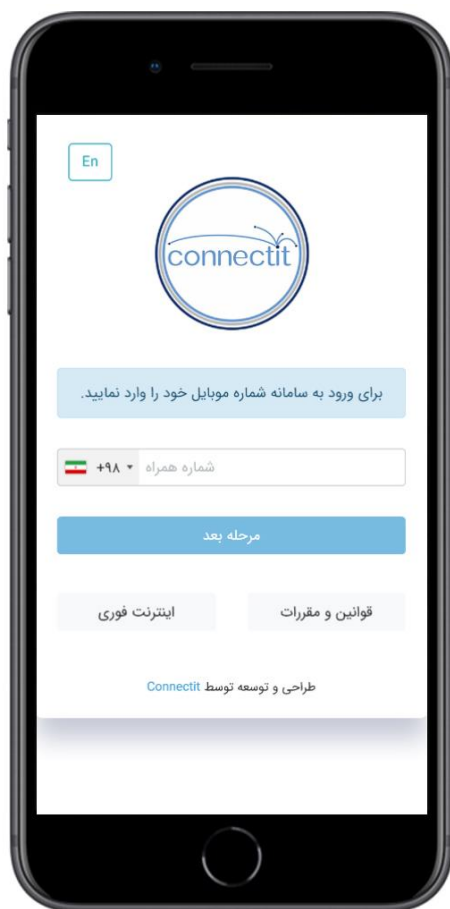 En
connectit
برای ورود به سامانه شماره موبایل خود را وارد نمایید.
+۹۸ شماره همراه
مرحله بعد
قوانین و مقررات
اینترنت فوری
طراحی و توسعه توسط Connectit